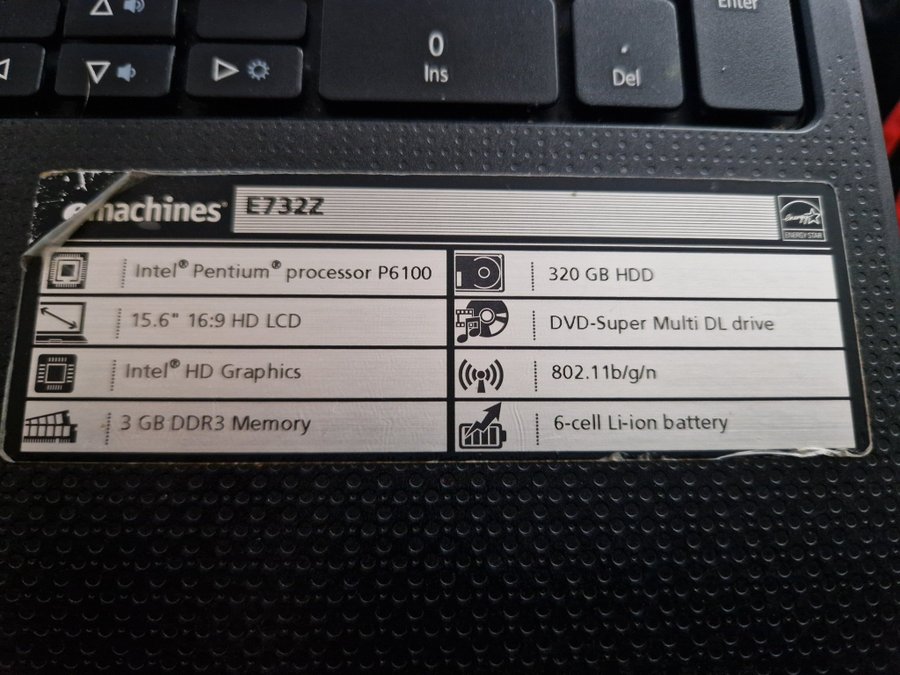 Enter
0
Ins
.
Del
emachines® E732Z
ENERGY STAR
Intel® Pentium® processor P6100
320 GB HDD
15.6" 16:9 HD LCD
DVD-Super Multi DL drive
Intel® HD Graphics
802.11b/g/n
3 GB DDR3 Memory
6-cell Li-ion battery